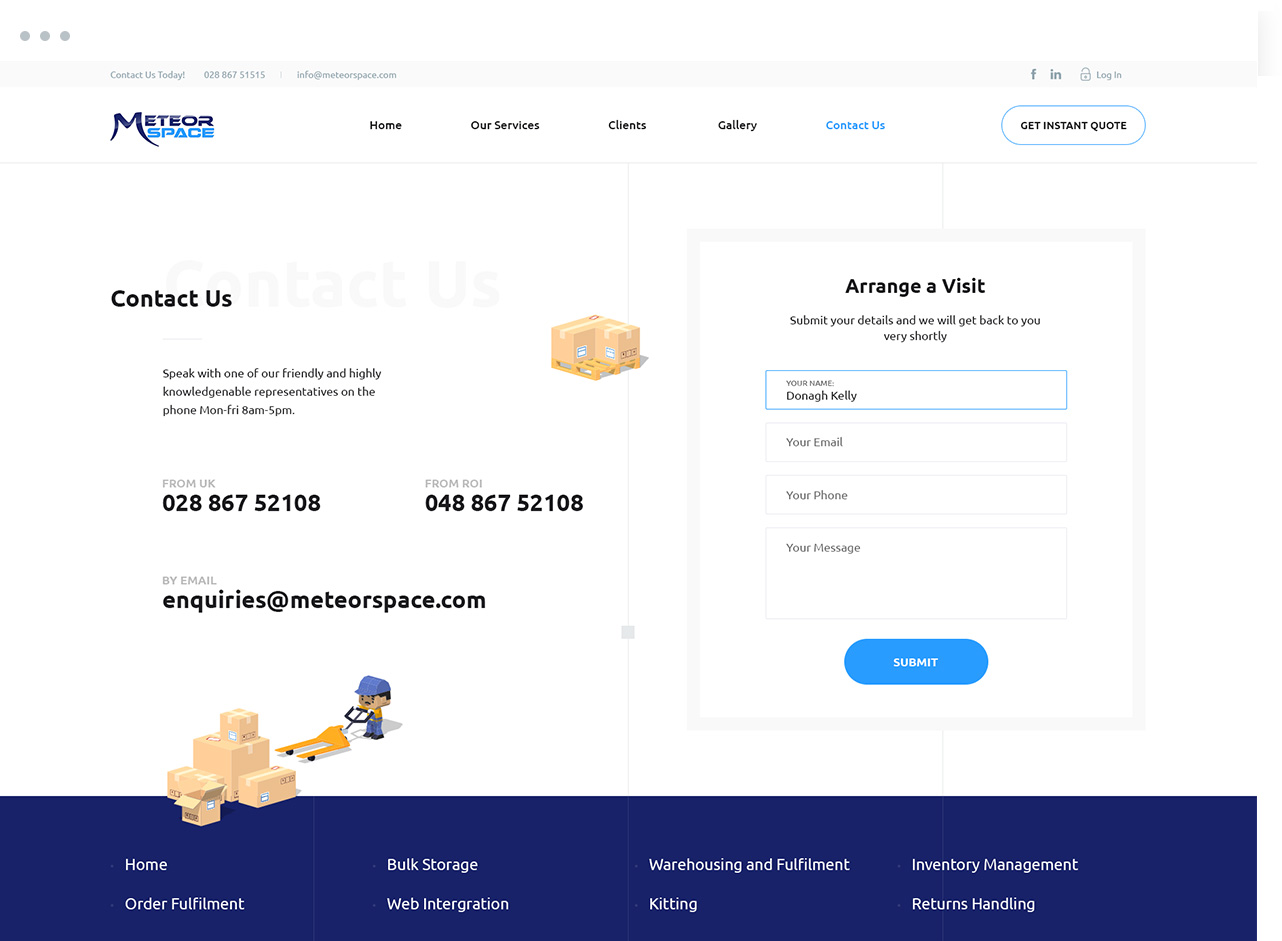 Contact Us Today!
028 867 51515
info@meteorspace.com
Log In
METEOR
SPACE
Home
Our Services
Clients
Gallery
Contact Us
GET INSTANT QUOTE
Contact Us
Contact Us
Speak with one of our friendly and highly
knowledgenable representatives on the
phone Mon-fri 8am-5pm.
FROM UK
028 867 52108
FROM ROI
048 867 52108
BY EMAIL
enquiries@meteorspace.com
Arrange a Visit
Submit your details and we will get back to you
very shortly
YOUR NAME:
Donagh Kelly
Your Email
Your Phone
Your Message
SUBMIT
Home
Bulk Storage
Warehousing and Fulfilment
Inventory Management
Order Fulfilment
Web Intergration
Kitting
Returns Handling